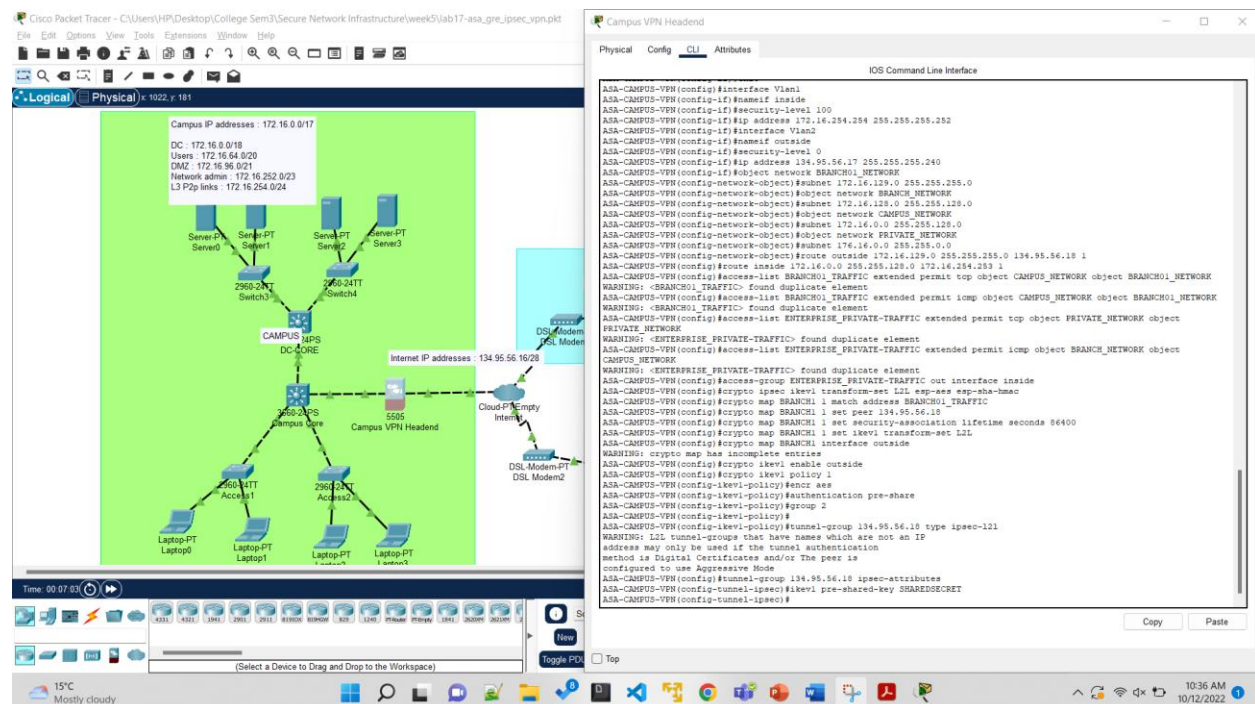 Cisco Packet Tracer - C:\Users\HP\Desktop\College Sem3\Secure Network Infrastructure\week5\lab17-asa_gre_ipsec_vpn.pkt
File Edit Options View Tools Extensions Window Help
Logical Physical x: 1022, y: 181
Campus IP addresses : 172.16.0.0/17
DC : 172.16.0.0/18
Users : 172.16.64.0/20
DMZ : 172.16.96.0/21
Network admin : 172.16.252.0/23
L3 P2p links : 172.16.254.0/24
Server-PT
Server0
Server-PT
Server1
Server-PT
Server2
Server-PT
Server3
2960-24TT
Switch3
2960-24TT
Switch4
CAMPUS 24PS
DC-CORE
DSL-Modem
DSL Modem
Internet IP addresses : 134.95.56.16/28
3560-24PS
Campus Core
5505
Campus VPN Headend
Cloud-PT-Empty
Internet
DSL-Modem-PT
DSL Modem2
2960-24TT
Access1
2960-24TT
Access2
Laptop-PT
Laptop0
Laptop-PT
Laptop1
Laptop-PT
Laptop2
Laptop-PT
Laptop3
Time: 00:07:03
4331 4321 1941 2901 2911 819IOX 819HGW 829 1240 PT-Router PT-Empty 1841 2620XM 2621XM
New
Toggle PDU
(Select a Device to Drag and Drop to the Workspace)
Campus VPN Headend
Physical Config CLI Attributes
IOS Command Line Interface
ASA-CAMPUS-VPN(config)#interface Vlan1
ASA-CAMPUS-VPN(config-if)#nameif inside
ASA-CAMPUS-VPN(config-if)#security-level 100
ASA-CAMPUS-VPN(config-if)#ip address 172.16.254.254 255.255.255.252
ASA-CAMPUS-VPN(config-if)#interface Vlan2
ASA-CAMPUS-VPN(config-if)#nameif outside
ASA-CAMPUS-VPN(config-if)#security-level 0
ASA-CAMPUS-VPN(config-if)#ip address 134.95.56.17 255.255.255.240
ASA-CAMPUS-VPN(config-if)#object network BRANCH01_NETWORK
ASA-CAMPUS-VPN(config-network-object)#subnet 172.16.129.0 255.255.255.0
ASA-CAMPUS-VPN(config-network-object)#object network BRANCH_NETWORK
ASA-CAMPUS-VPN(config-network-object)#subnet 172.16.128.0 255.255.128.0
ASA-CAMPUS-VPN(config-network-object)#object network CAMPUS_NETWORK
ASA-CAMPUS-VPN(config-network-object)#subnet 172.16.0.0 255.255.128.0
ASA-CAMPUS-VPN(config-network-object)#object network PRIVATE_NETWORK
ASA-CAMPUS-VPN(config-network-object)#subnet 176.16.0.0 255.255.0.0
ASA-CAMPUS-VPN(config-network-object)#route outside 172.16.129.0 255.255.255.0 134.95.56.18 1
ASA-CAMPUS-VPN(config)#route inside 172.16.0.0 255.255.128.0 172.16.254.253 1
ASA-CAMPUS-VPN(config)#access-list BRANCH01_TRAFFIC extended permit tcp object CAMPUS_NETWORK object BRANCH01_NETWORK
WARNING: <BRANCH01_TRAFFIC> found duplicate element
ASA-CAMPUS-VPN(config)#access-list BRANCH01_TRAFFIC extended permit icmp object CAMPUS_NETWORK object BRANCH01_NETWORK
WARNING: <BRANCH01_TRAFFIC> found duplicate element
ASA-CAMPUS-VPN(config)#access-list ENTERPRISE_PRIVATE-TRAFFIC extended permit tcp object PRIVATE_NETWORK object
PRIVATE_NETWORK
WARNING: <ENTERPRISE_PRIVATE-TRAFFIC> found duplicate element
ASA-CAMPUS-VPN(config)#access-list ENTERPRISE_PRIVATE-TRAFFIC extended permit icmp object BRANCH_NETWORK object
CAMPUS_NETWORK
WARNING: <ENTERPRISE_PRIVATE-TRAFFIC> found duplicate element
ASA-CAMPUS-VPN(config)#access-group ENTERPRISE_PRIVATE-TRAFFIC out interface inside
ASA-CAMPUS-VPN(config)#crypto ipsec ikev1 transform-set L2L esp-aes esp-sha-hmac
ASA-CAMPUS-VPN(config)#crypto map BRANCH1 1 match address BRANCH01_TRAFFIC
ASA-CAMPUS-VPN(config)#crypto map BRANCH1 1 set peer 134.95.56.18
ASA-CAMPUS-VPN(config)#crypto map BRANCH1 1 set security-association lifetime seconds 86400
ASA-CAMPUS-VPN(config)#crypto map BRANCH1 1 set ikev1 transform-set L2L
ASA-CAMPUS-VPN(config)#crypto map BRANCH1 interface outside
WARNING: crypto map has incomplete entries
ASA-CAMPUS-VPN(config)#crypto ikev1 enable outside
ASA-CAMPUS-VPN(config)#crypto ikev1 policy 1
ASA-CAMPUS-VPN(config-ikev1-policy)#encr aes
ASA-CAMPUS-VPN(config-ikev1-policy)#authentication pre-share
ASA-CAMPUS-VPN(config-ikev1-policy)#group 2
ASA-CAMPUS-VPN(config-ikev1-policy)#
ASA-CAMPUS-VPN(config-ikev1-policy)#tunnel-group 134.95.56.18 type ipsec-l2l
WARNING: L2L tunnel-groups that have names which are not an IP
address may only be used if the tunnel authentication
method is Digital Certificates and/or The peer is
configured to use Aggressive Mode
ASA-CAMPUS-VPN(config)#tunnel-group 134.95.56.18 ipsec-attributes
ASA-CAMPUS-VPN(config-tunnel-ipsec)#ikev1 pre-shared-key SHAREDSECRET
ASA-CAMPUS-VPN(config-tunnel-ipsec)#
Copy Paste
Top
15°C
Mostly cloudy
10:36 AM
10/12/2022